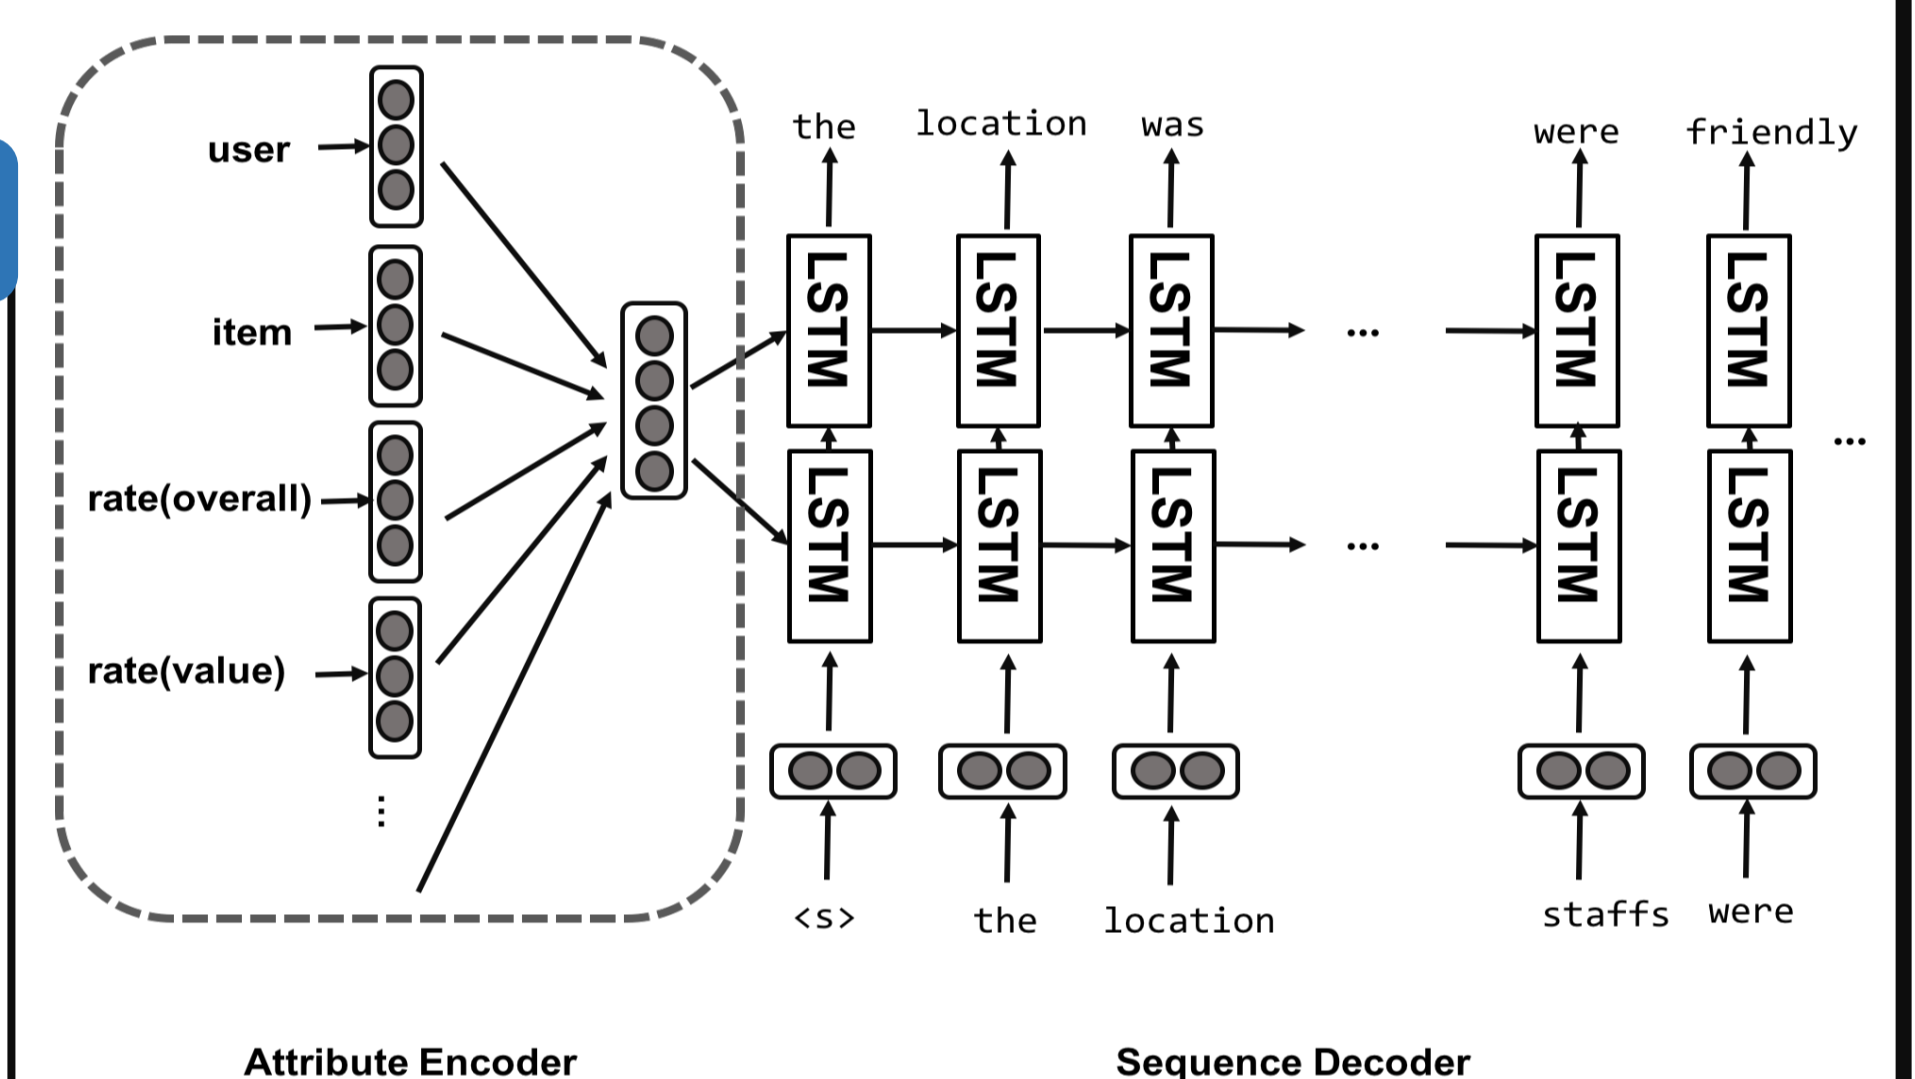 user
item
rate(overall)
rate(value)
⋮
the location was were friendly
LSTM LSTM LSTM ... LSTM LSTM
...
LSTM LSTM LSTM ... LSTM LSTM
<s> the location staffs were
Attribute Encoder
Sequence Decoder